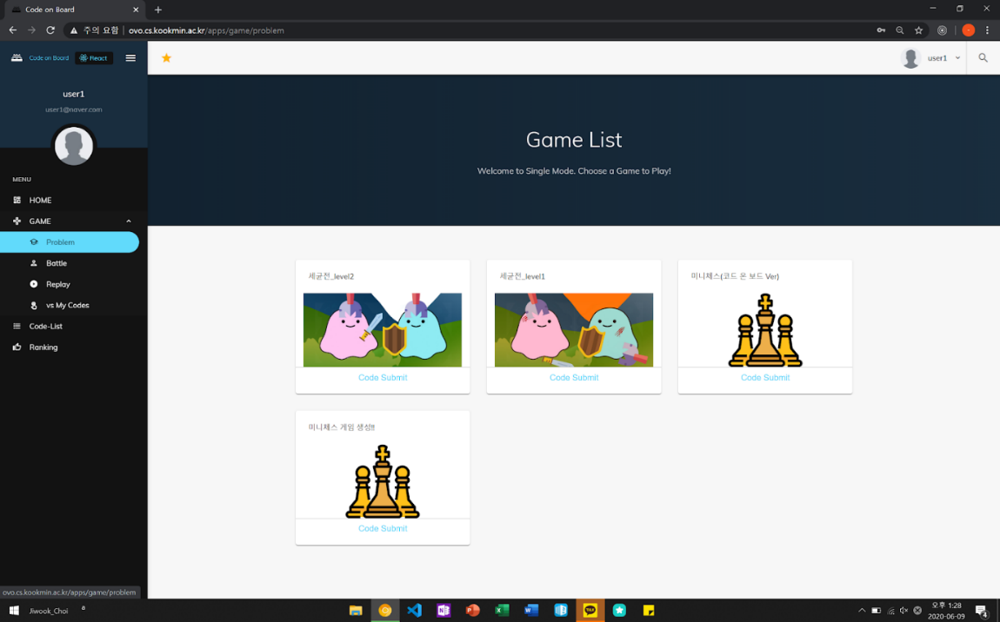 Code on Board
주의 요함
ovo.cs.kookmin.ac.kr/apps/game/problem
Code on Board
React
user1
user1
user1@naver.com
MENU
HOME
GAME
Problem
Battle
Replay
vs My Codes
Code-List
Ranking
Game List
Welcome to Single Mode. Choose a Game to Play!
세균전_level2
Code Submit
세균전_level1
Code Submit
미니체스(코드 온 보드 Ver)
Code Submit
미니체스 게임 생성!!
Code Submit
ovo.cs.kookmin.ac.kr/apps/game/problem
Jiwook_Choi
TALK
오후 1:28
2020-06-09
4